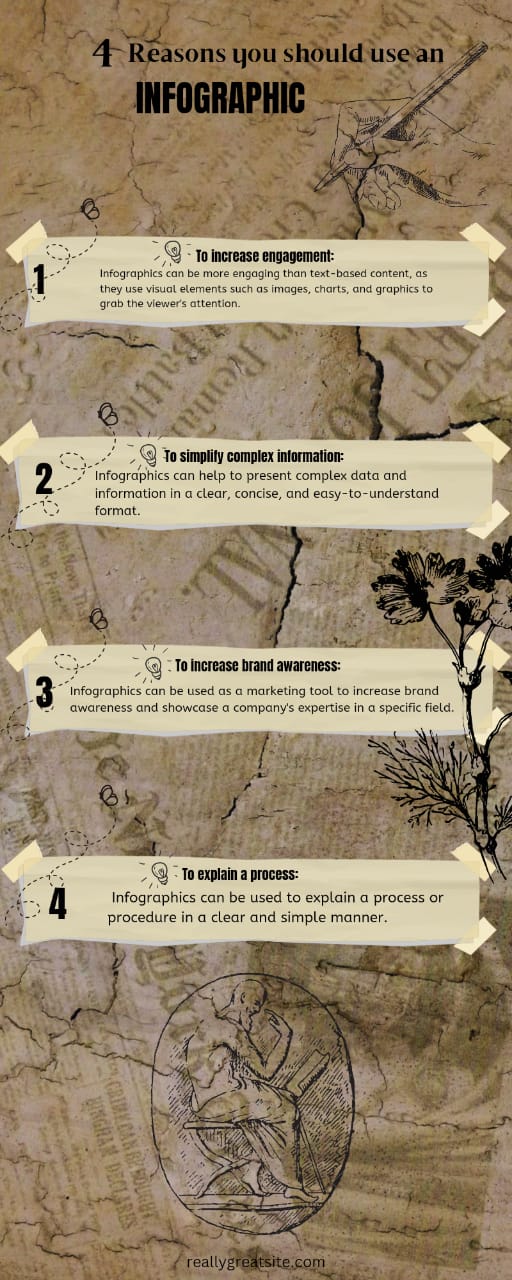 4 Reasons you should use an
INFOGRAPHIC
1
To increase engagement:
Infographics can be more engaging than text-based content, as
they use visual elements such as images, charts, and graphics to
grab the viewer's attention.
2
To simplify complex information:
Infographics can help to present complex data and
information in a clear, concise, and easy-to-understand
format.
3
To increase brand awareness:
Infographics can be used as a marketing tool to increase brand
awareness and showcase a company's expertise in a specific field.
4
To explain a process:
Infographics can be used to explain a process or
procedure in a clear and simple manner.
reallygreatsite.com